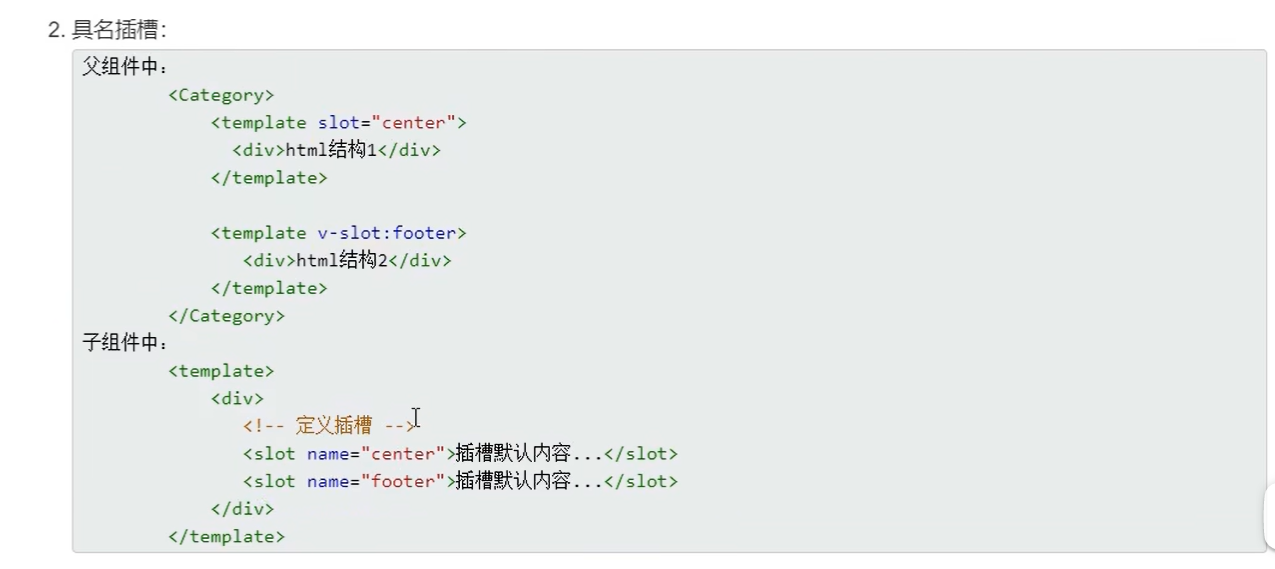 2. 具名插槽：
父组件中：
<Category>
<template slot="center">
<div>html结构1</div>
</template>
<template v-slot:footer>
<div>html结构2</div>
</template>
</Category>
子组件中：
<template>
<div>
<!-- 定义插槽 -->
<slot name="center">插槽默认内容...</slot>
<slot name="footer">插槽默认内容...</slot>
</div>
</template>